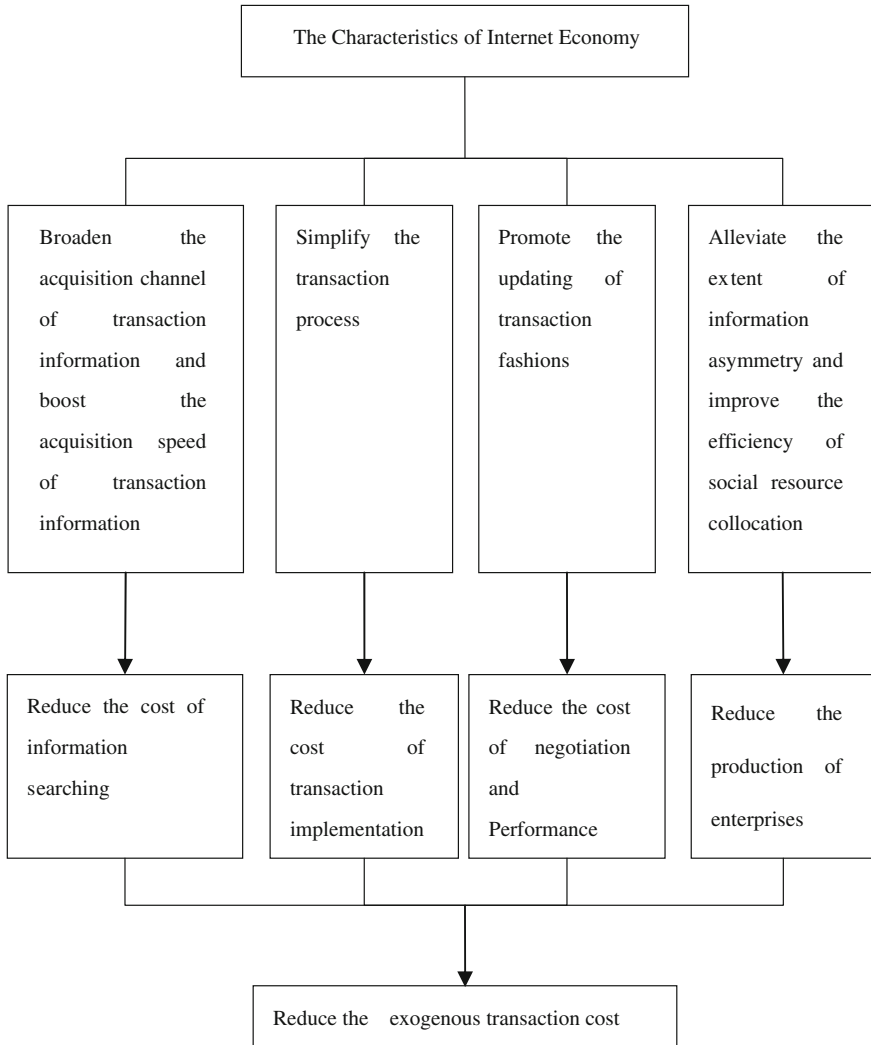 The Characteristics of Internet Economy
Broaden the
acquisition channel
of transaction
information and
boost the
acquisition speed
of transaction
information
Simplify the
transaction
process
Promote the
updating of
transaction
fashions
Alleviate the
extent of
information
asymmetry and
improve the
efficiency of
social resource
collocation
Reduce the cost of
information
searching
Reduce the
cost of
transaction
implementation
Reduce the cost
of negotiation
and
Performance
Reduce the
production of
enterprises
Reduce the exogenous transaction cost